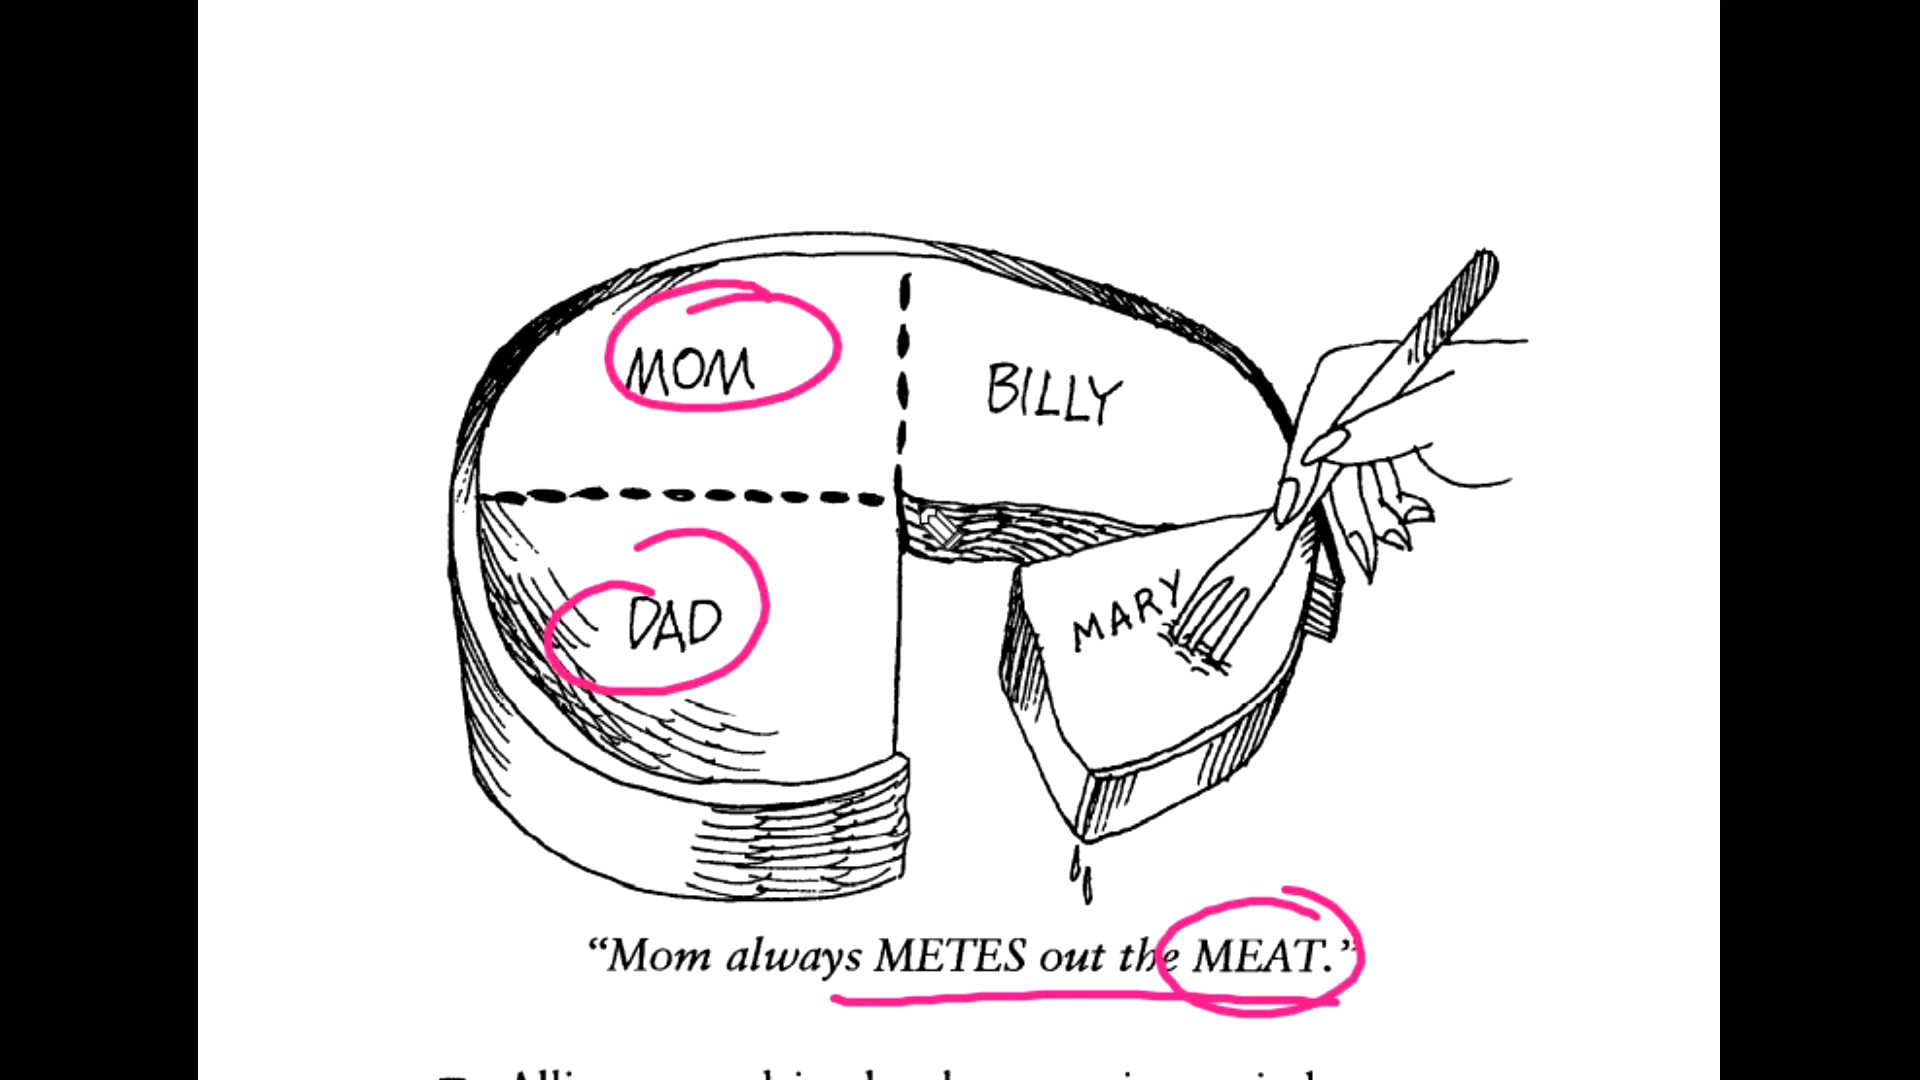 MOM
BILLY
DAD
MARY
“Mom always METES out the MEAT.”